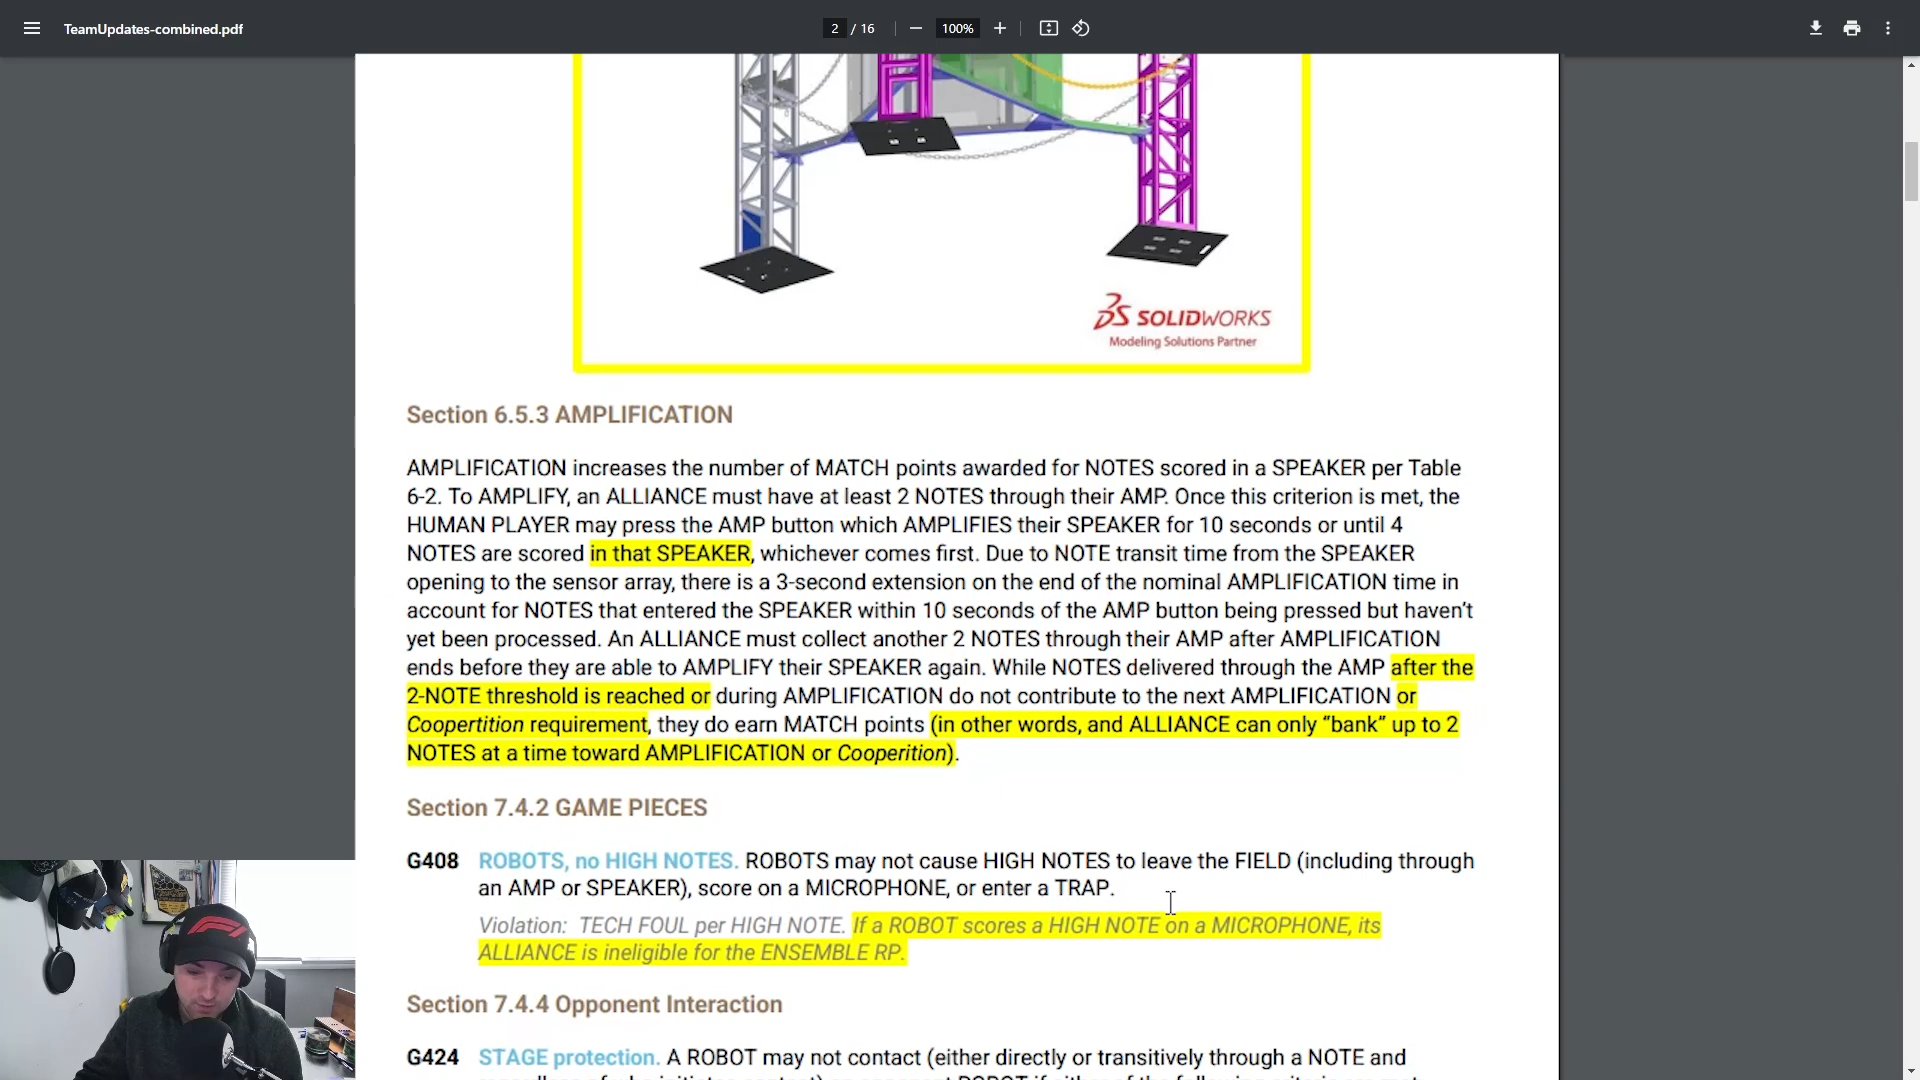 TeamUpdates-combined.pdf
2 / 16
100%
SOLIDWORKS
Modeling Solutions Partner
Section 6.5.3 AMPLIFICATION
AMPLIFICATION increases the number of MATCH points awarded for NOTES scored in a SPEAKER per Table
6-2. To AMPLIFY, an ALLIANCE must have at least 2 NOTES through their AMP. Once this criterion is met, the
HUMAN PLAYER may press the AMP button which AMPLIFIES their SPEAKER for 10 seconds or until 4
NOTES are scored in that SPEAKER, whichever comes first. Due to NOTE transit time from the SPEAKER
opening to the sensor array, there is a 3-second extension on the end of the nominal AMPLIFICATION time in
account for NOTES that entered the SPEAKER within 10 seconds of the AMP button being pressed but haven't
yet been processed. An ALLIANCE must collect another 2 NOTES through their AMP after AMPLIFICATION
ends before they are able to AMPLIFY their SPEAKER again. While NOTES delivered through the AMP after the
2-NOTE threshold is reached or during AMPLIFICATION do not contribute to the next AMPLIFICATION or
Coopertition requirement, they do earn MATCH points (in other words, and ALLIANCE can only “bank” up to 2
NOTES at a time toward AMPLIFICATION or Cooperition).
Section 7.4.2 GAME PIECES
G408 ROBOTS, no HIGH NOTES. ROBOTS may not cause HIGH NOTES to leave the FIELD (including through
an AMP or SPEAKER), score on a MICROPHONE, or enter a TRAP.
Violation: TECH FOUL per HIGH NOTE. If a ROBOT scores a HIGH NOTE on a MICROPHONE, its
ALLIANCE is ineligible for the ENSEMBLE RP.
Section 7.4.4 Opponent Interaction
G424 STAGE protection. A ROBOT may not contact (either directly or transitively through a NOTE and